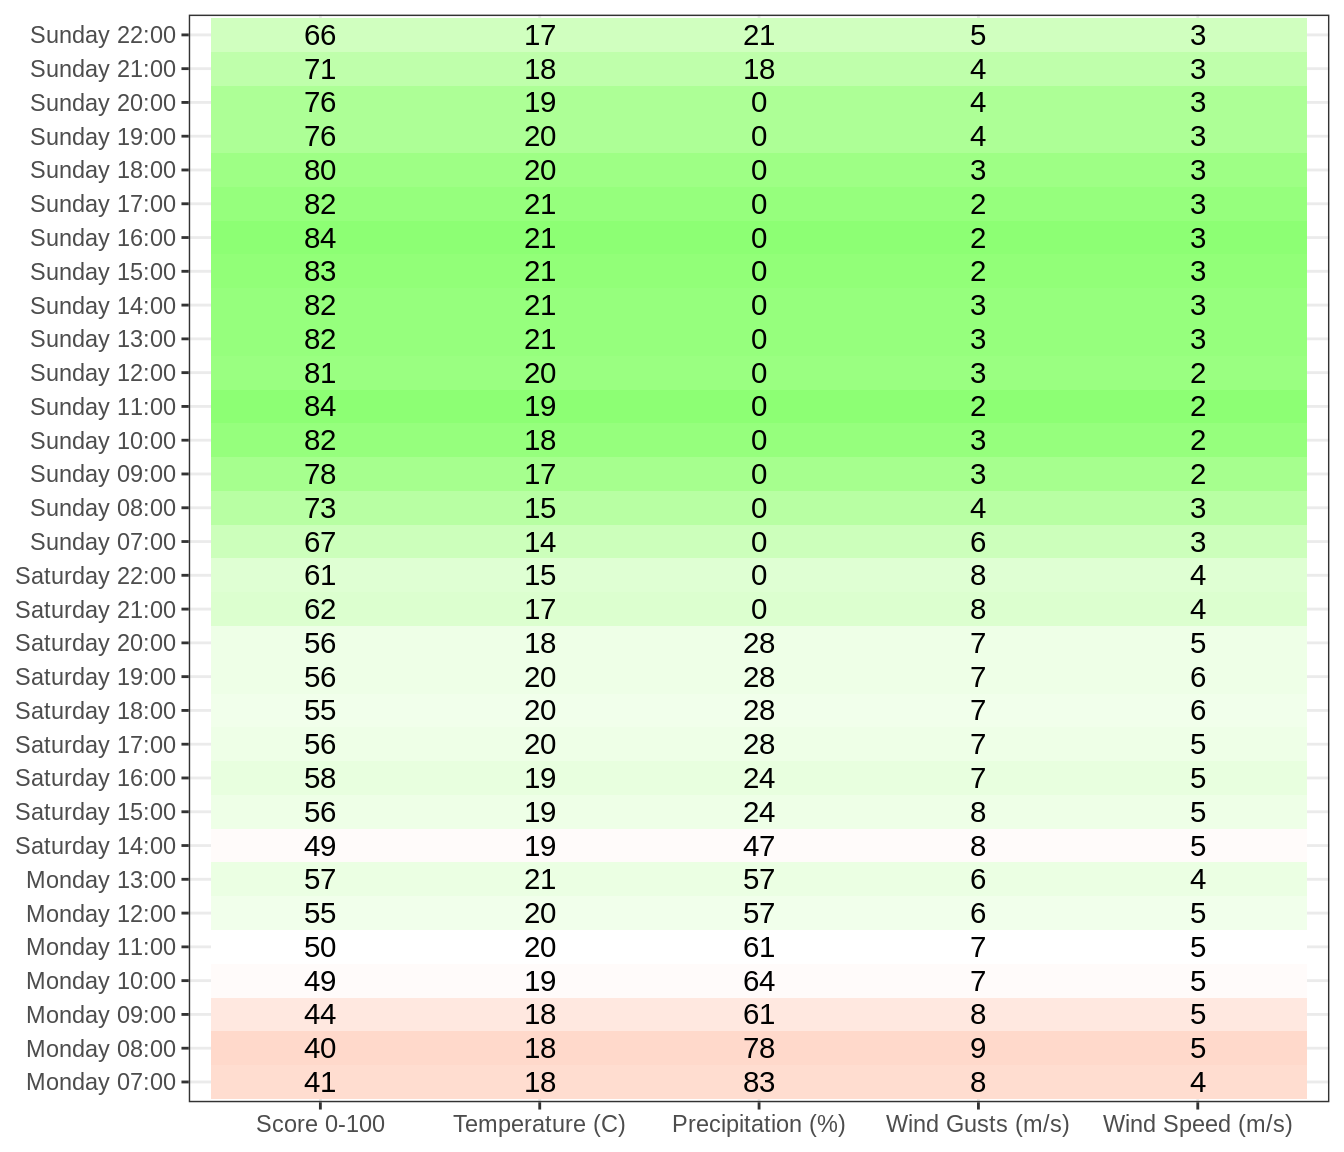 Sunday 22:00 66 17 21 5 3
Sunday 21:00 71 18 18 4 3
Sunday 20:00 76 19 0 4 3
Sunday 19:00 76 20 0 4 3
Sunday 18:00 80 20 0 3 3
Sunday 17:00 82 21 0 2 3
Sunday 16:00 84 21 0 2 3
Sunday 15:00 83 21 0 2 3
Sunday 14:00 82 21 0 3 3
Sunday 13:00 82 21 0 3 3
Sunday 12:00 81 20 0 3 2
Sunday 11:00 84 19 0 2 2
Sunday 10:00 82 18 0 3 2
Sunday 09:00 78 17 0 3 2
Sunday 08:00 73 15 0 4 3
Sunday 07:00 67 14 0 6 3
Saturday 22:00 61 15 0 8 4
Saturday 21:00 62 17 0 8 4
Saturday 20:00 56 18 28 7 5
Saturday 19:00 56 20 28 7 6
Saturday 18:00 55 20 28 7 6
Saturday 17:00 56 20 28 7 5
Saturday 16:00 58 19 24 7 5
Saturday 15:00 56 19 24 8 5
Saturday 14:00 49 19 47 8 5
Monday 13:00 57 21 57 6 4
Monday 12:00 55 20 57 6 5
Monday 11:00 50 20 61 7 5
Monday 10:00 49 19 64 7 5
Monday 09:00 44 18 61 8 5
Monday 08:00 40 18 78 9 5
Monday 07:00 41 18 83 8 4
Score 0-100 Temperature (C) Precipitation (%) Wind Gusts (m/s) Wind Speed (m/s)